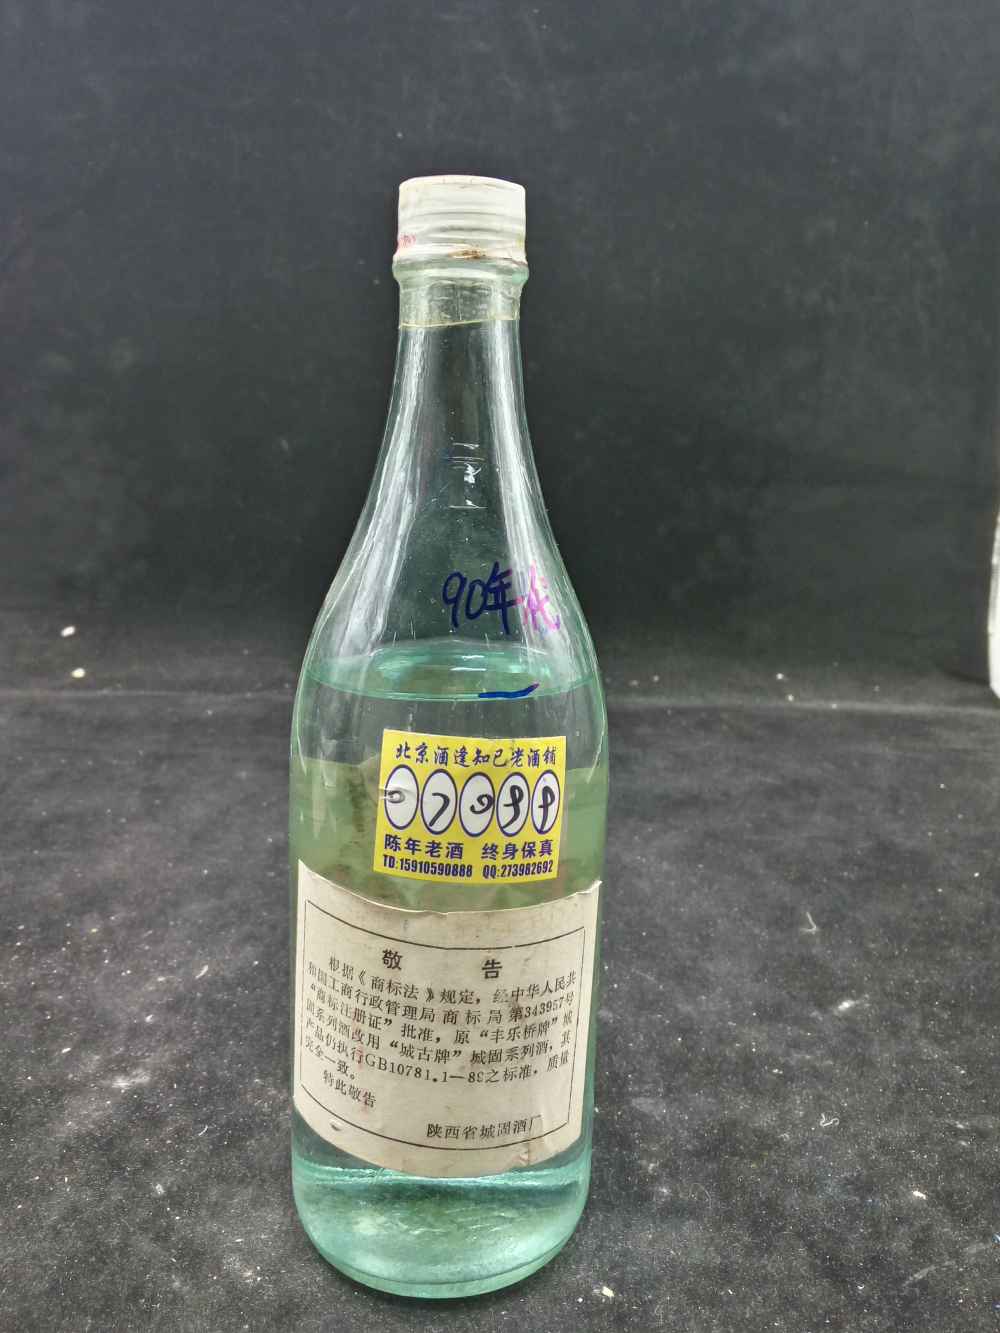 90年代
北京酒逢知已老酒铺
陈年老酒 终身保真
TD:15910590888 QQ:273982692
敬 告
根据《商标法》规定，经中华人民共
和国工商行政管理局商标局第343957号
“商标注册证”批准，原“丰乐桥牌”城
固系列酒改用“城古牌”城固系列酒，其
产品仍执行GB10781.1—89之标准，质量
完全一致。
特此敬告
陕西省城固酒厂